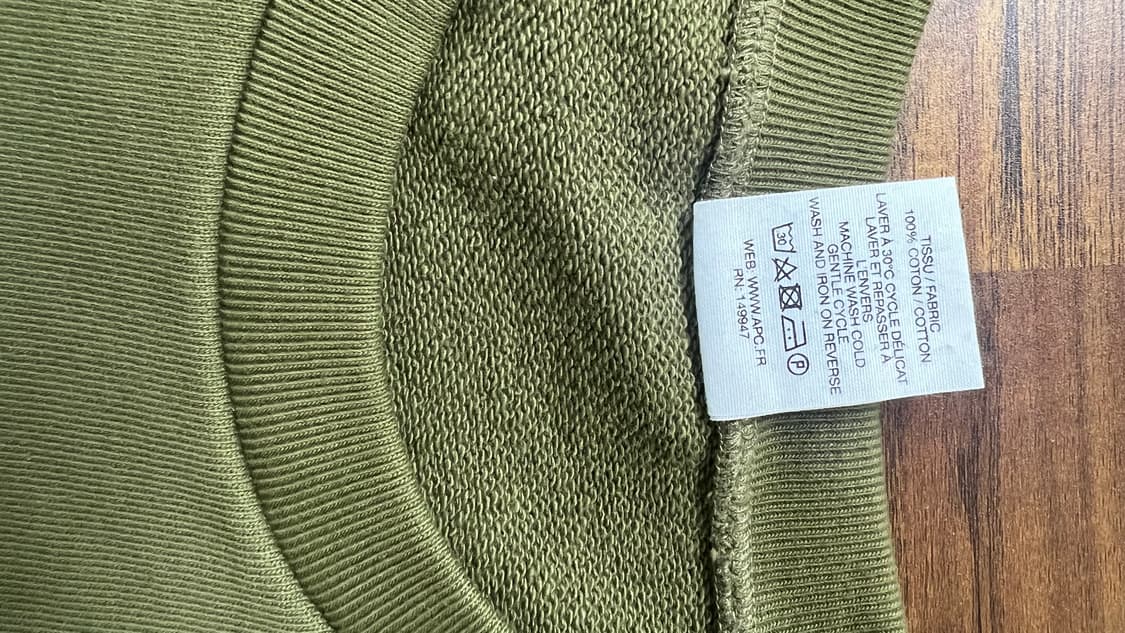 TISSU / FABRIC
100% COTON / COTTON
LAVER À 30°C CYCLE DÉLICAT
LAVER ET REPASSER À
L'ENVERS
MACHINE WASH COLD
GENTLE CYCLE
WASH AND IRON ON REVERSE
30 P
WEB: WWW.APC.FR
RN: 149947